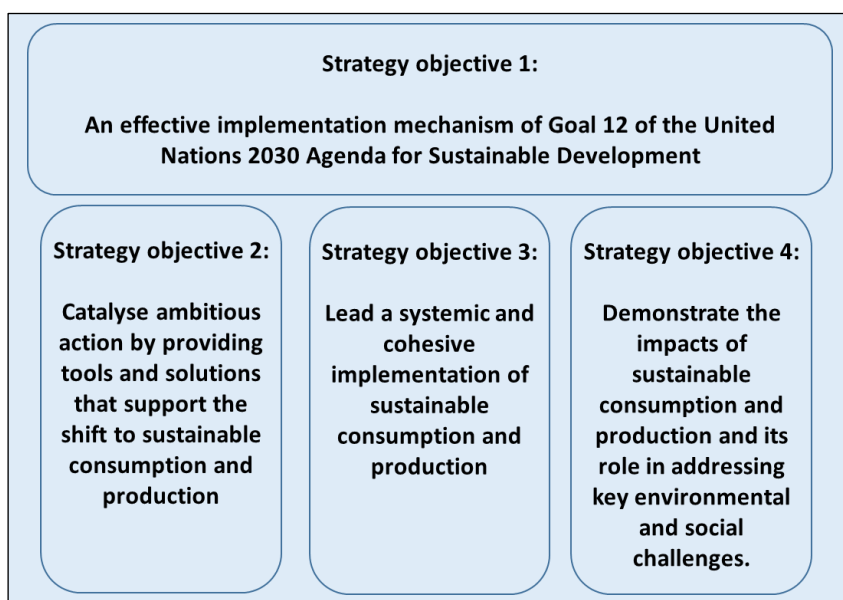 Strategy objective 1:
An effective implementation mechanism of Goal 12 of the United
Nations 2030 Agenda for Sustainable Development
Strategy objective 2:
Catalyse ambitious
action by providing
tools and solutions
that support the
shift to sustainable
consumption and
production
Strategy objective 3:
Lead a systemic and
cohesive
implementation of
sustainable
consumption and
production
Strategy objective 4:
Demonstrate the
impacts of
sustainable
consumption and
production and its
role in addressing
key environmental
and social
challenges.